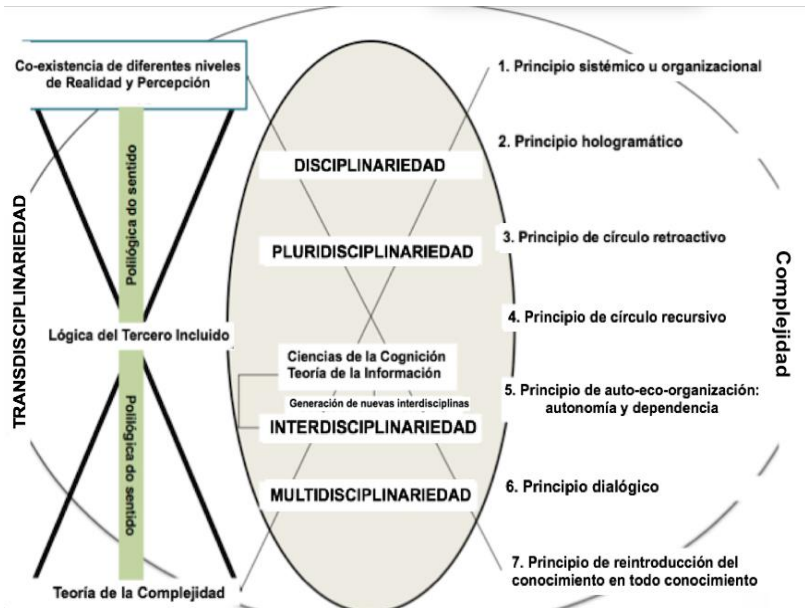 Co-existencia de diferentes niveles
de Realidad y Percepción
Polilógica do sentido
TRANSDISCIPLINARIEDAD
Lógica del Tercero Incluido
Polilógica do sentido
Teoría de la Complejidad
DISCIPLINARIEDAD
PLURIDISCIPLINARIEDAD
Ciencias de la Cognición
Teoría de la Información
Generación de nuevas interdisciplinas
INTERDISCIPLINARIEDAD
MULTIDISCIPLINARIEDAD
1. Principio sistémico u organizacional
2. Principio hologramático
3. Principio de círculo retroactivo
4. Principio de círculo recursivo
5. Principio de auto-eco-organización:
autonomía y dependencia
6. Principio dialógico
7. Principio de reintroducción del
conocimiento en todo conocimiento
Complejidad